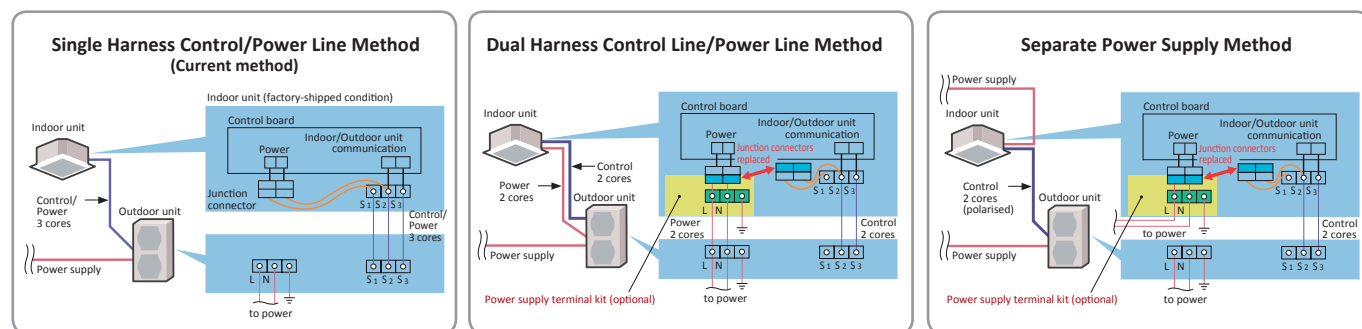 Single Harness Control/Power Line Method
(Current method)
Indoor unit (factory-shipped condition)
Indoor unit
Control board
Indoor/Outdoor unit
communication
Power
Junction
connector
S1 S2 S3
Control/
Power
3 cores
Outdoor unit
Control/
Power
3 cores
Power supply
L N
S1 S2 S3
to power
Dual Harness Control Line/Power Line Method
Indoor unit
Control board
Indoor/Outdoor unit
communication
Power
Junction connectors
replaced
Control
2 cores
S1 S2 S3
Power
2 cores
Outdoor unit
L N
Power
2 cores
Control
2 cores
Power supply
L N
S1 S2 S3
Power supply terminal kit (optional)
to power
Separate Power Supply Method
Power supply
Indoor unit
Control board
Indoor/Outdoor unit
communication
Power
Junction connectors
replaced
S1 S2 S3
Control
2 cores
(polarised)
Outdoor unit
L N
to power
Control
2 cores
Power supply
L N
S1 S2 S3
Power supply terminal kit (optional)
to power